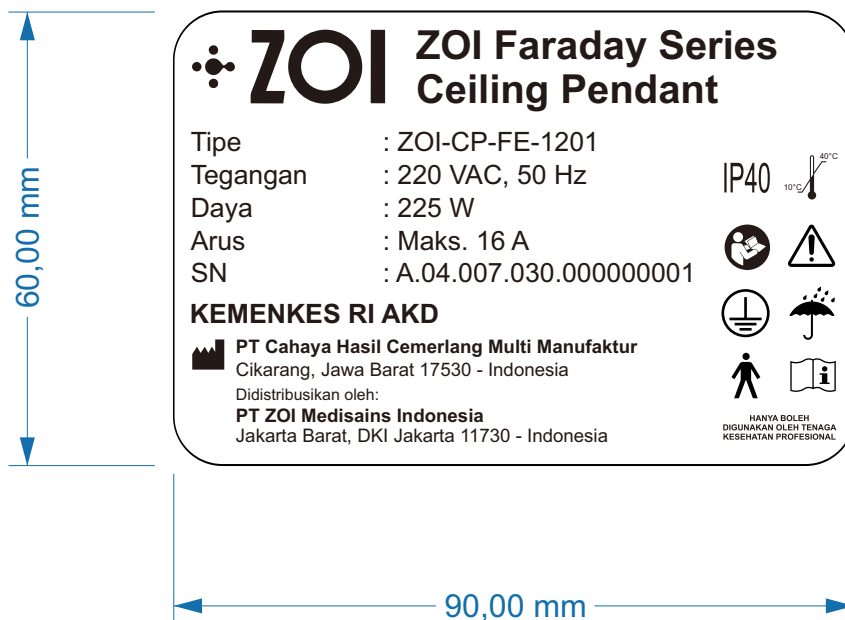 ZOI
ZOI Faraday Series
Ceiling Pendant
Tipe : ZOI-CP-FE-1201
Tegangan : 220 VAC, 50 Hz
Daya : 225 W
Arus : Maks. 16 A
SN : A.04.007.030.000000001
IP40
40°C
10°C
KEMENKES RI AKD
PT Cahaya Hasil Cemerlang Multi Manufaktur
Cikarang, Jawa Barat 17530 - Indonesia
Didistribusikan oleh:
PT ZOI Medisains Indonesia
Jakarta Barat, DKI Jakarta 11730 - Indonesia
i
HANYA BOLEH
DIGUNAKAN OLEH TENAGA
KESEHATAN PROFESIONAL
60,00 mm
90,00 mm